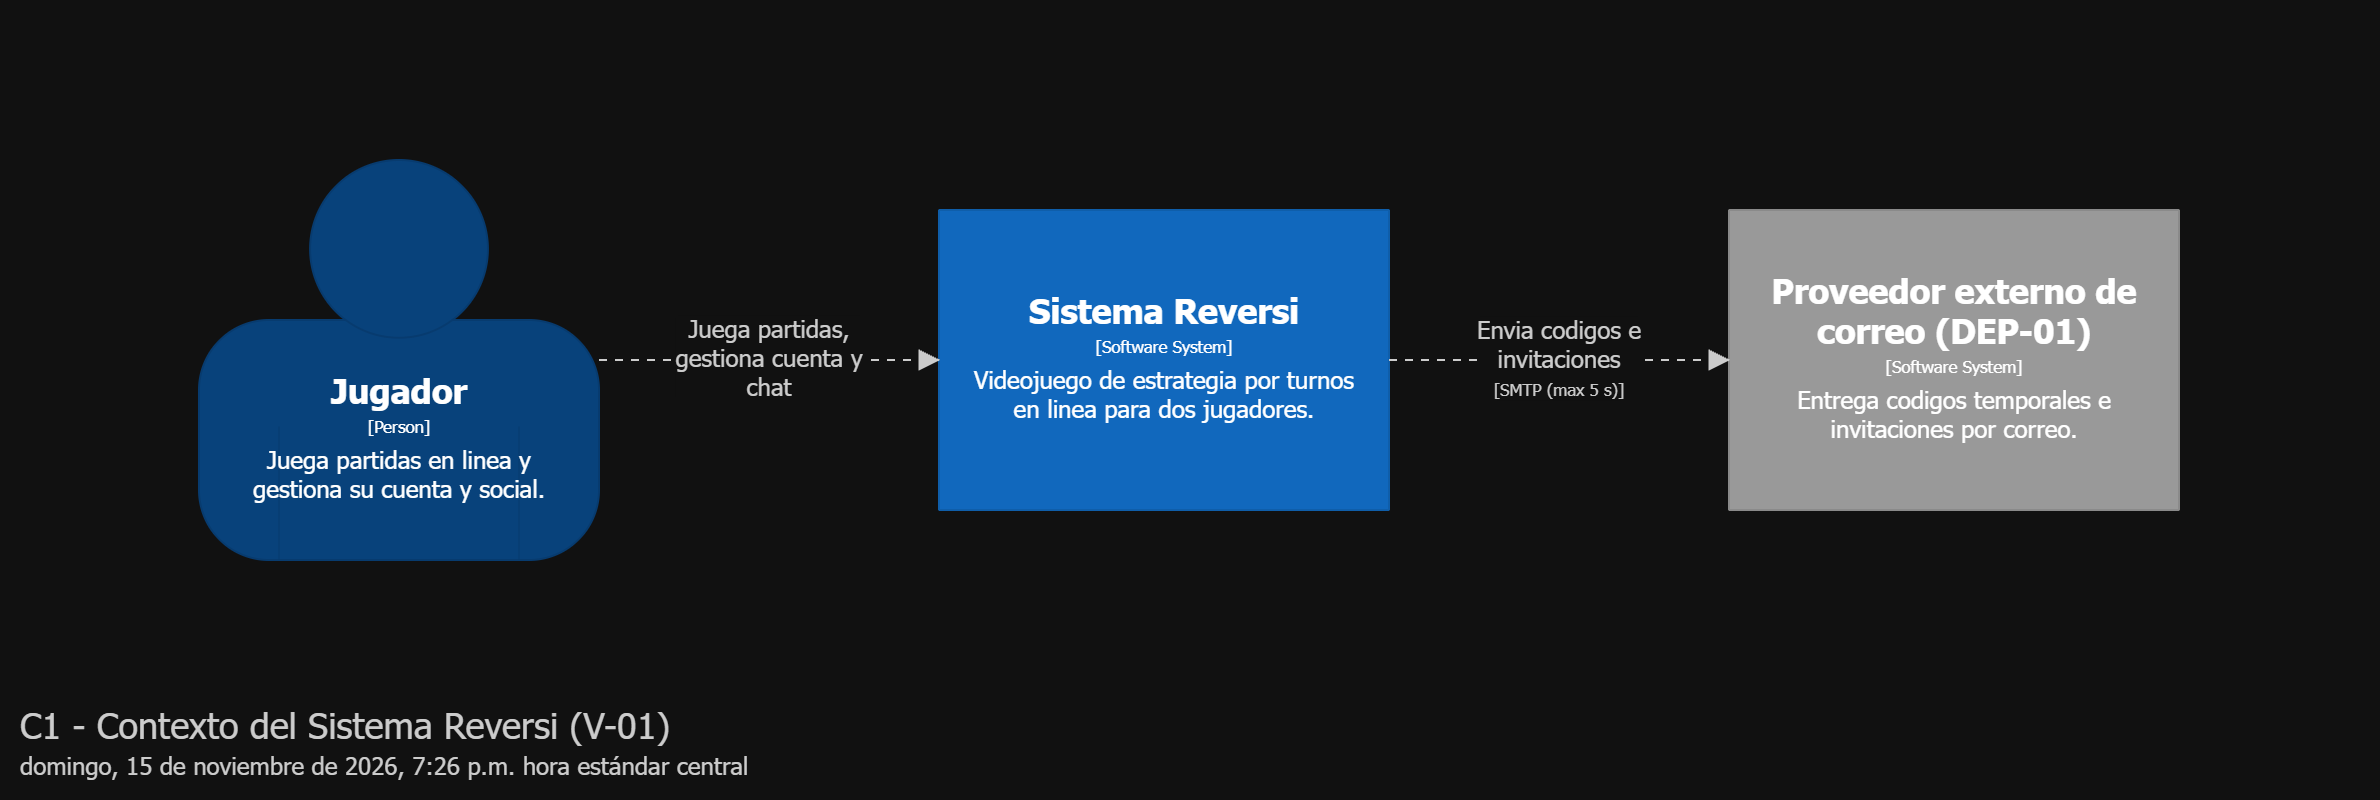 Jugador
[Person]
Juega partidas en linea y
gestiona su cuenta y social.
Juega partidas,
gestiona cuenta y
chat
Sistema Reversi
[Software System]
Videojuego de estrategia por turnos
en linea para dos jugadores.
Envia codigos e
invitaciones
[SMTP (max 5 s)]
Proveedor externo de
correo (DEP-01)
[Software System]
Entrega codigos temporales e
invitaciones por correo.
C1 - Contexto del Sistema Reversi (V-01)
domingo, 15 de noviembre de 2026, 7:26 p.m. hora estándar central